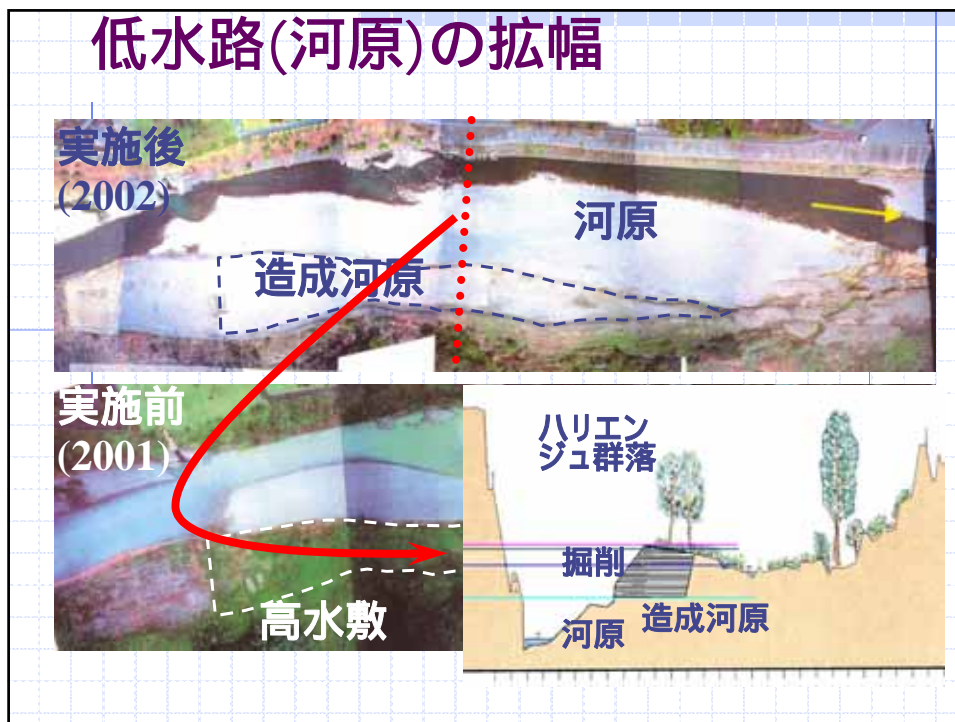 低水路(河原)の拡幅
実施後
(2002)
河原
造成河原
実施前
(2001)
高水敷
ハリエン
ジュ群落
掘削
河原
造成河原